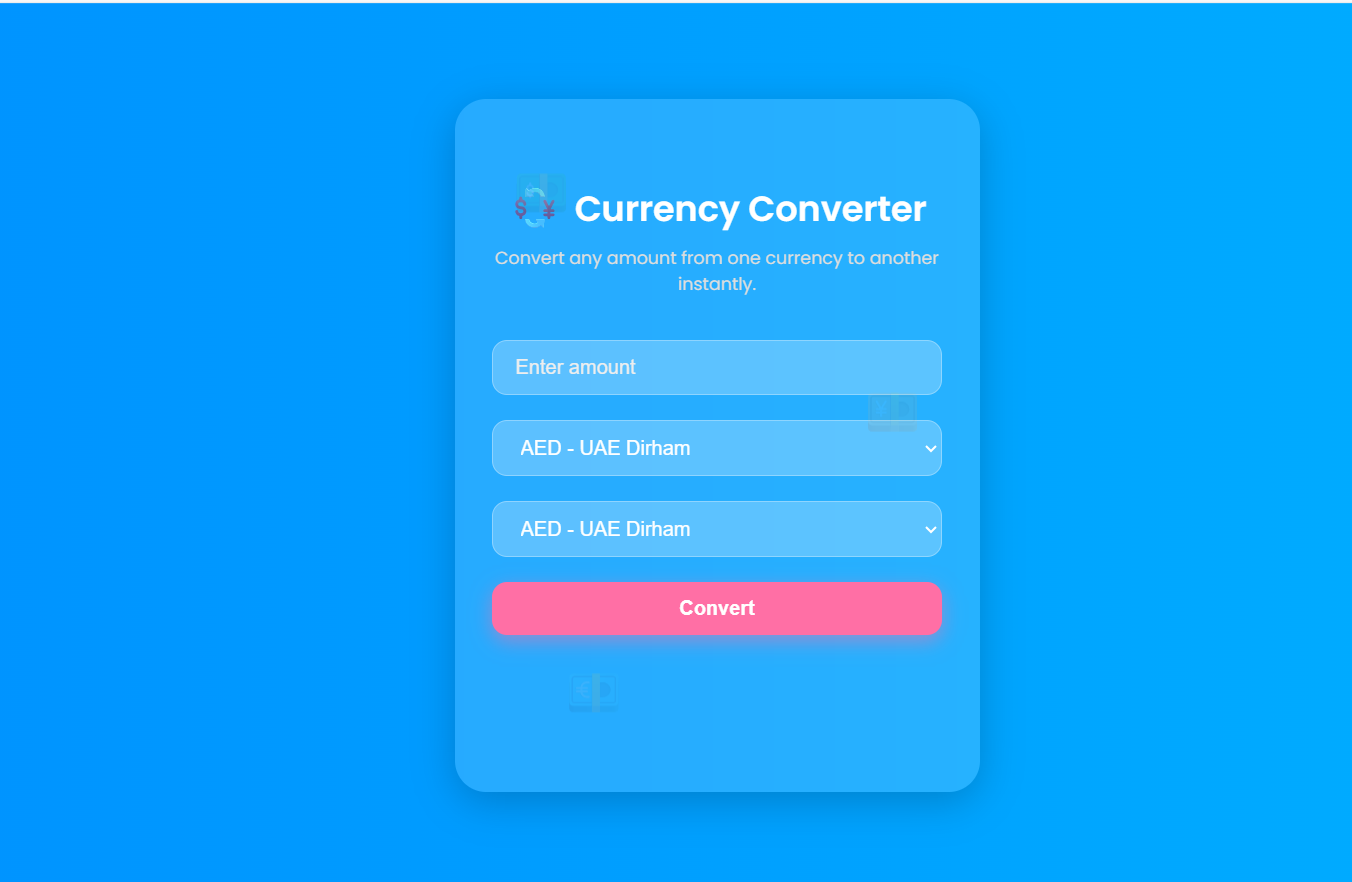 Currency Converter
Convert any amount from one currency to another
instantly.
Enter amount
AED - UAE Dirham
AED - UAE Dirham
Convert